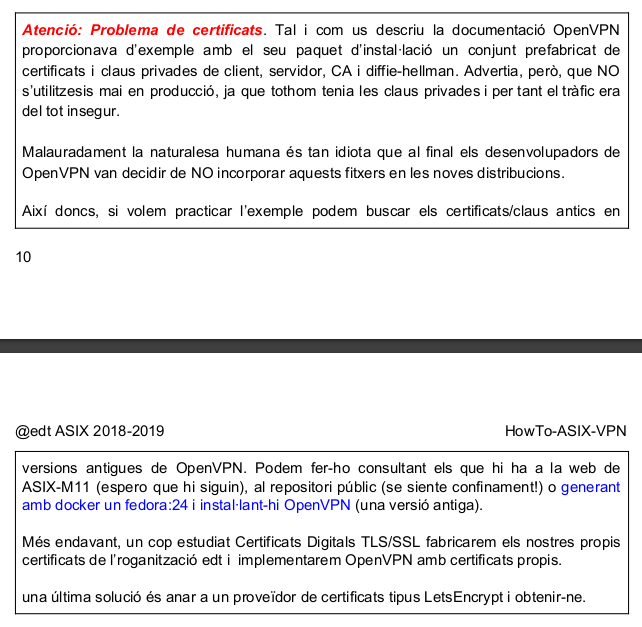 Atenció: Problema de certificats. Tal i com us descriu la documentació OpenVPN
proporcionava d'exemple amb el seu paquet d'instal·lació un conjunt prefabricat de
certificats i claus privades de client, servidor, CA i diffie-hellman. Advertia, però, que NO
s'utilitzesis mai en producció, ja que tothom tenia les claus privades i per tant el tràfic era
del tot insegur.
Malauradament la naturalesa humana és tan idiota que al final els desenvolupadors de
OpenVPN van decidir de NO incorporar aquests fitxers en les noves distribucions.
Així doncs, si volem practicar l'exemple podem buscar els certificats/claus antics en
10
@edt ASIX 2018-2019 HowTo-ASIX-VPN
versions antigues de OpenVPN. Podem fer-ho consultant els que hi ha a la web de
ASIX-M11 (espero que hi siguin), al repositori públic (se siente confinament!) o generant
amb docker un fedora:24 i instal·lant-hi OpenVPN (una versió antiga).
Més endavant, un cop estudiat Certificats Digitals TLS/SSL fabricarem els nostres propis
certificats de l'roganització edt i implementarem OpenVPN amb certificats propis.
una última solució és anar a un proveïdor de certificats tipus LetsEncrypt i obtenir-ne.